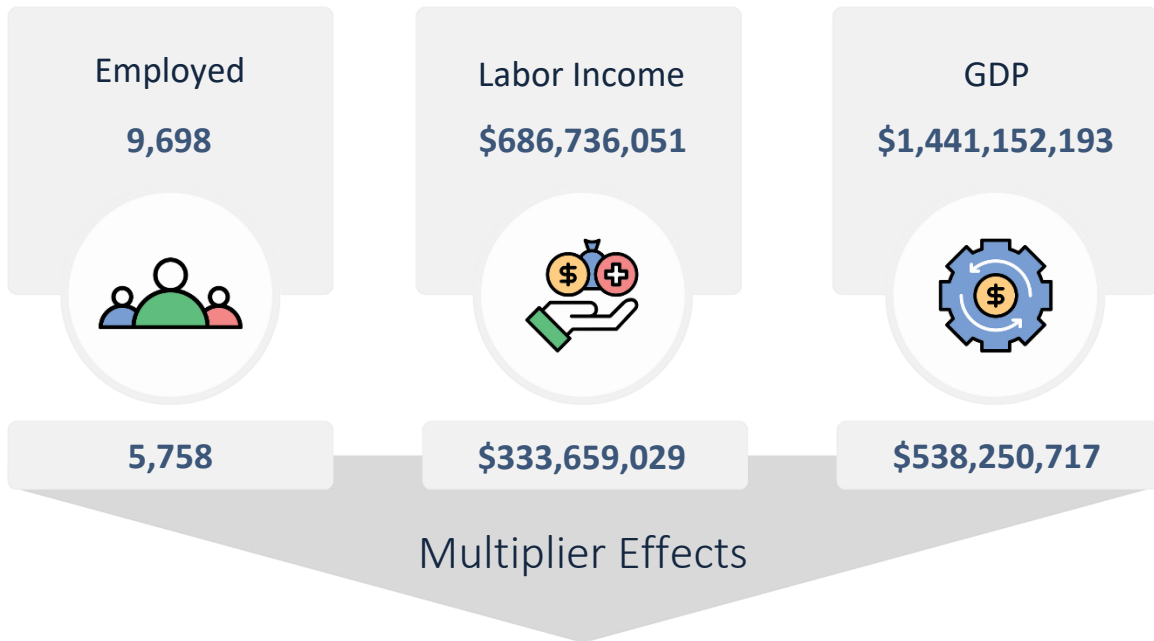 Employed
9,698
Labor Income
$686,736,051
GDP
$1,441,152,193
5,758
$333,659,029
$538,250,717
Multiplier Effects